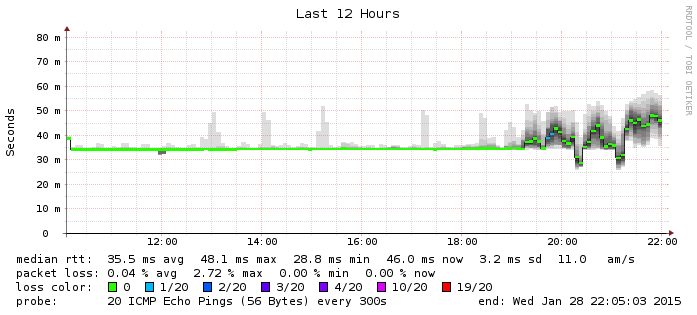 Last 12 Hours
RRDTOOL / TOBI OETIKER
Seconds
80 m
70 m
60 m
50 m
40 m
30 m
20 m
10 m
0
12:00 14:00 16:00 18:00 20:00 22:00
median rtt: 35.5 ms avg 48.1 ms max 28.8 ms min 46.0 ms now 3.2 ms sd 11.0 am/s
packet loss: 0.04 % avg 2.72 % max 0.00 % min 0.00 % now
loss color: 0 1/20 2/20 3/20 4/20 10/20 19/20
probe: 20 ICMP Echo Pings (56 Bytes) every 300s end: Wed Jan 28 22:05:03 2015